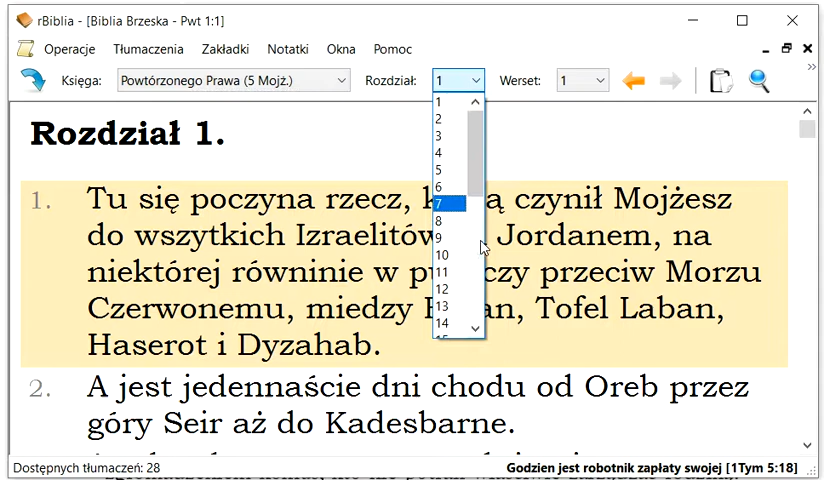 rBiblia - [Biblia Brzeska - Pwt 1:1]
Operacje Tłumaczenia Zakładki Notatki Okna Pomoc
Księga: Powtórzonego Prawa (5 Mojż.) Rozdział: 1 Werset: 1
1
2
3
4
5
6
7
8
9
10
11
12
13
14
Rozdział 1.
1. Tu się poczyna rzecz, czynił Mojżesz
do wszytkich Jordanem, na
niektórej równinie w przeciw Morzu
Czerwonemu, miedzy Tofel Laban,
Haserot i Dyzahab.
2. A jest jedennaście dni chodu od Oreb przez
góry Seir aż do Kadesbarne.
Dostępnych tłumaczeń: 28 Godzien jest robotnik zapłaty swojej [1Tym 5:18]